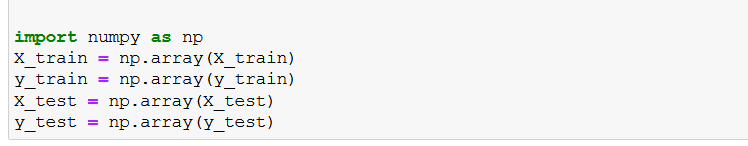 import numpy as np
X_train = np.array(X_train)
y_train = np.array(y_train)
X_test = np.array(X_test)
y_test = np.array(y_test)